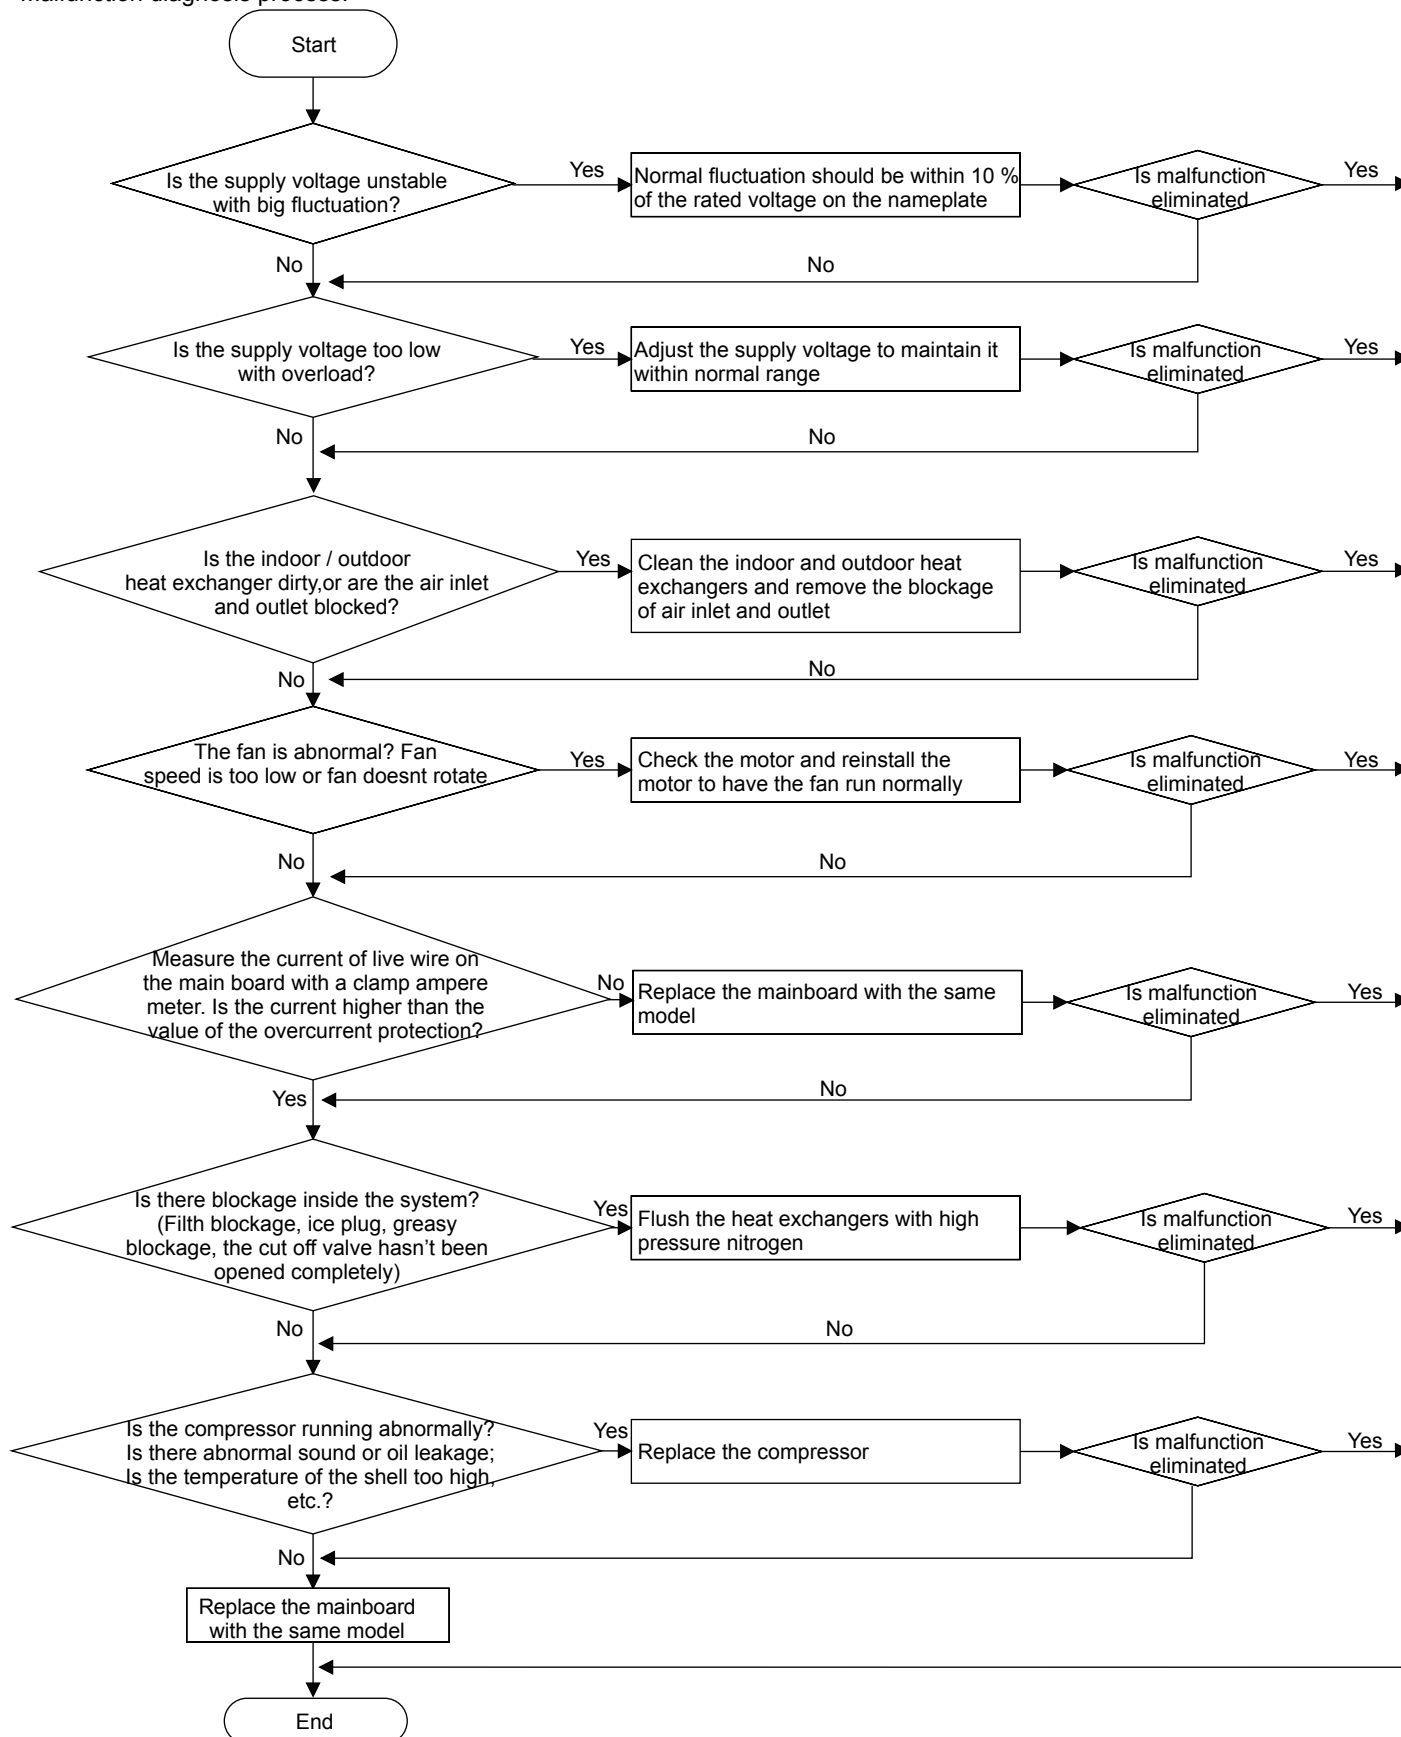 Malfunction diagnosis process:
Start
Is the supply voltage unstable
with big fluctuation?
Yes
Normal fluctuation should be within 10 %
of the rated voltage on the nameplate
Is malfunction
eliminated
Yes
No
No
Is the supply voltage too low
with overload?
Yes
Adjust the supply voltage to maintain it
within normal range
Is malfunction
eliminated
Yes
No
No
Is the indoor / outdoor
heat exchanger dirty,or are the air inlet
and outlet blocked?
Yes
Clean the indoor and outdoor heat
exchangers and remove the blockage
of air inlet and outlet
Is malfunction
eliminated
Yes
No
No
The fan is abnormal? Fan
speed is too low or fan doesnt rotate
Yes
Check the motor and reinstall the
motor to have the fan run normally
Is malfunction
eliminated
Yes
No
No
Measure the current of live wire on
the main board with a clamp ampere
meter. Is the current higher than the
value of the overcurrent protection?
No
Replace the mainboard with the same
model
Is malfunction
eliminated
Yes
No
Yes
Is there blockage inside the system?
(Filth blockage, ice plug, greasy
blockage, the cut off valve hasn’t been
opened completely)
Yes
Flush the heat exchangers with high
pressure nitrogen
Is malfunction
eliminated
Yes
No
No
Is the compressor running abnormally?
Is there abnormal sound or oil leakage;
Is the temperature of the shell too high,
etc.?
Yes
Replace the compressor
Is malfunction
eliminated
Yes
No
Replace the mainboard
with the same model
End